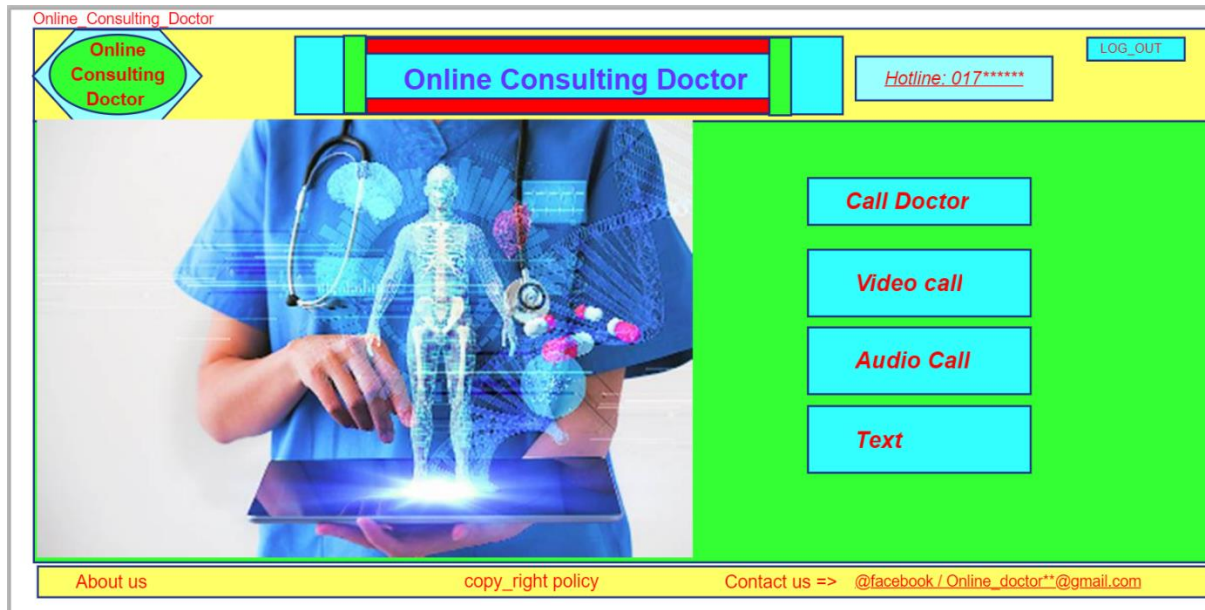 Online_Consulting_Doctor
Online
Consulting
Doctor
Online Consulting Doctor
Hotline: 017******
LOG_OUT
Call Doctor
Video call
Audio Call
Text
About us
copy_right policy
Contact us =>
@facebook / Online_doctor**@gmail.com